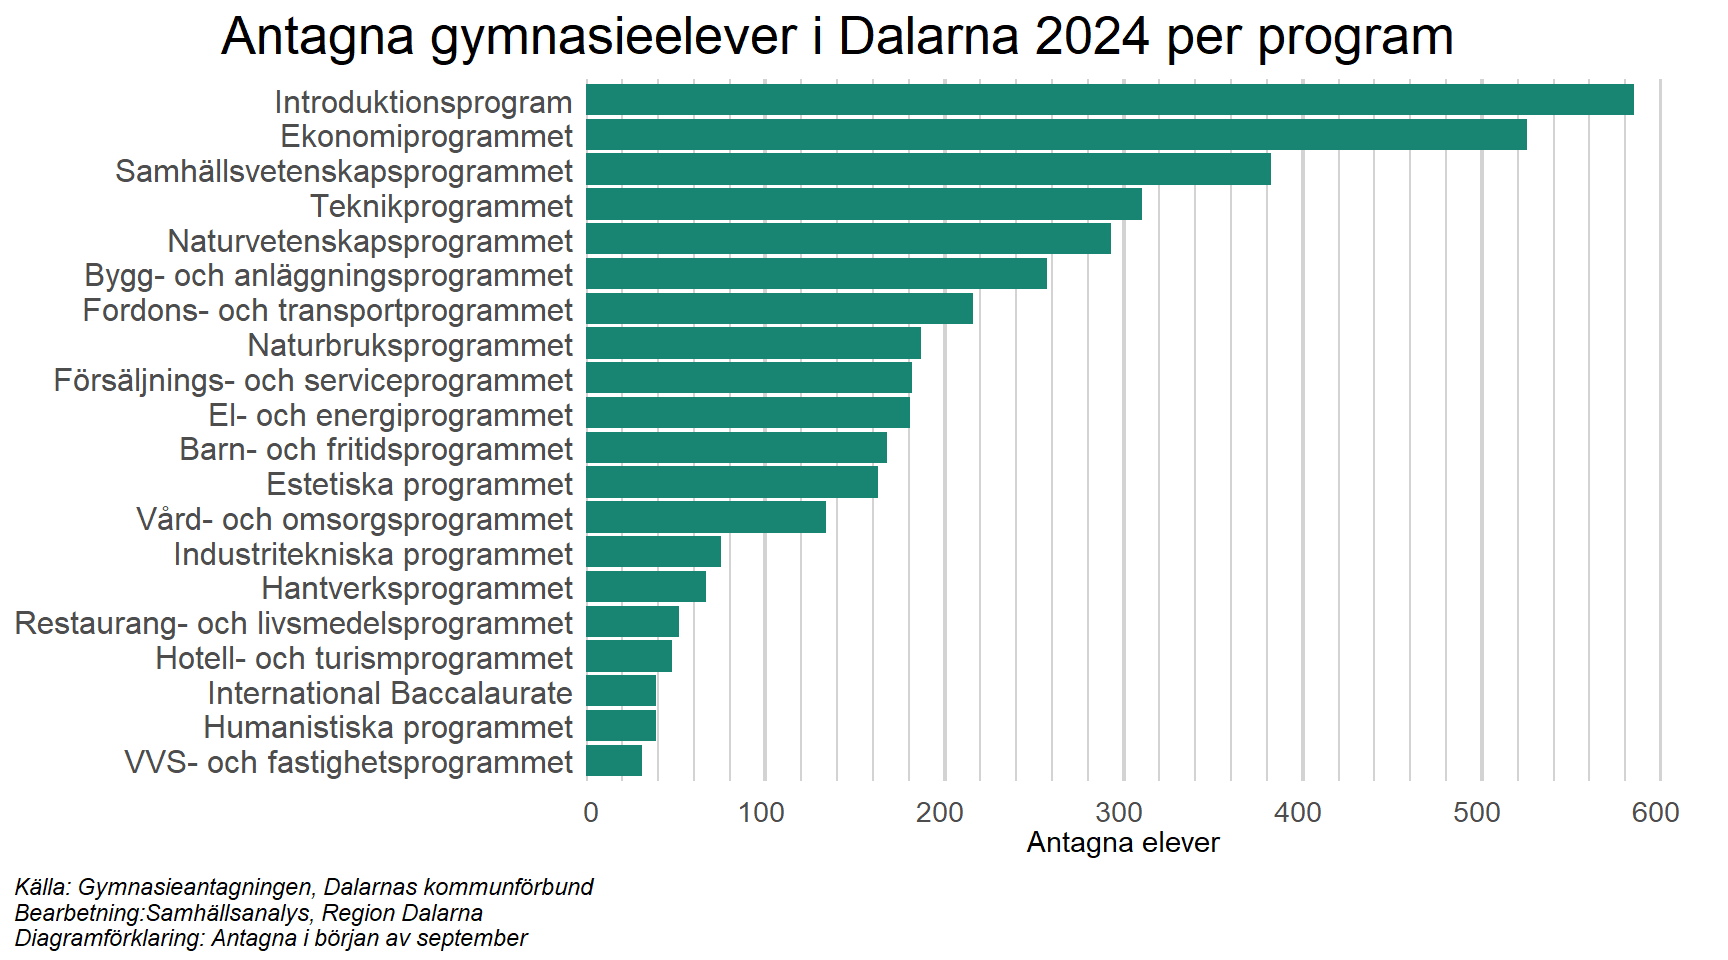 Antagna gymnasieelever i Dalarna 2024 per program
Introduktionsprogram
Ekonomiprogrammet
Samhällsvetenskapsprogrammet
Teknikprogrammet
Naturvetenskapsprogrammet
Bygg- och anläggningsprogrammet
Fordons- och transportprogrammet
Naturbruksprogrammet
Försäljnings- och serviceprogrammet
El- och energiprogrammet
Barn- och fritidsprogrammet
Estetiska programmet
Vård- och omsorgsprogrammet
Industritekniska programmet
Hantverksprogrammet
Restaurang- och livsmedelsprogrammet
Hotell- och turismprogrammet
International Baccalaurate
Humanistiska programmet
VVS- och fastighetsprogrammet
0 100 200 300 400 500 600
Antagna elever
Källa: Gymnasieantagningen, Dalarnas kommunförbund
Bearbetning:Samhällsanalys, Region Dalarna
Diagramförklaring: Antagna i början av september